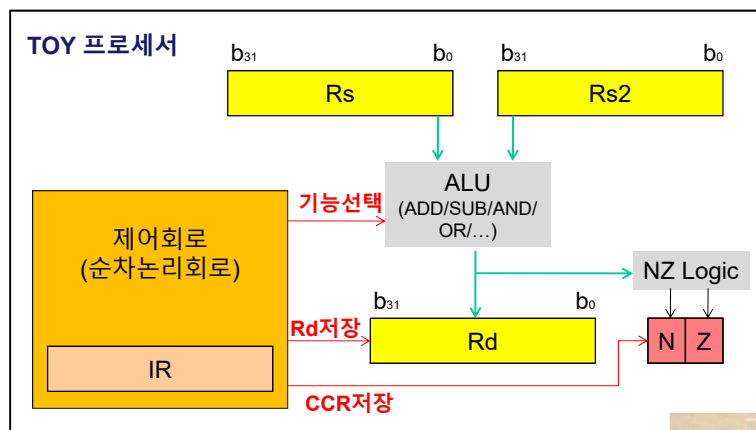 TOY 프로세서
b31 b0 b31 b0
Rs Rs2
ALU
(ADD/SUB/AND/
OR/…)
기능선택
제어회로
(순차논리회로)
NZ Logic
b31 b0
Rd저장
Rd
N Z
IR
CCR저장